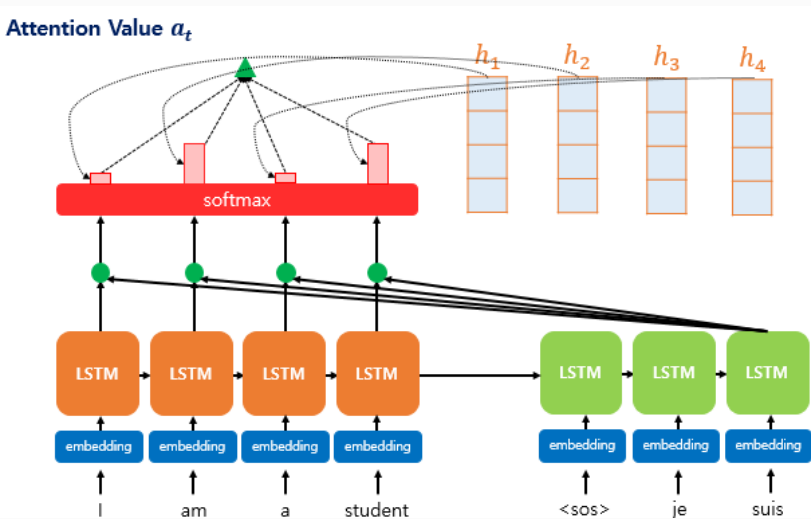 Attention Value a_t
h_1 h_2 h_3 h_4
softmax
LSTM LSTM LSTM LSTM LSTM LSTM LSTM
embedding embedding embedding embedding embedding embedding embedding
I am a student <sos> je suis